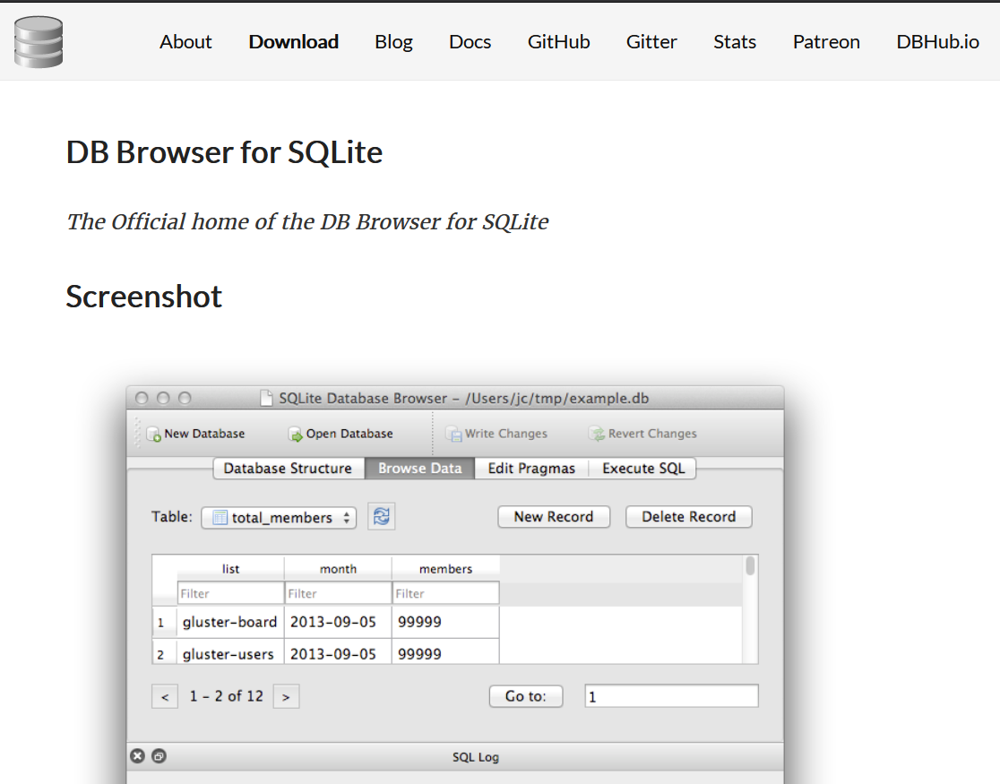 About Download Blog Docs GitHub Gitter Stats Patreon DBHub.io
DB Browser for SQLite
The Official home of the DB Browser for SQLite
Screenshot
SQLite Database Browser – /Users/jc/tmp/example.db
New Database Open Database Write Changes Revert Changes
Database Structure Browse Data Edit Pragmas Execute SQL
Table: total_members New Record Delete Record
list month members
Filter Filter Filter
1 gluster-board 2013-09-05 99999
2 gluster-users 2013-09-05 99999
< 1 - 2 of 12 > Go to: 1
SQL Log